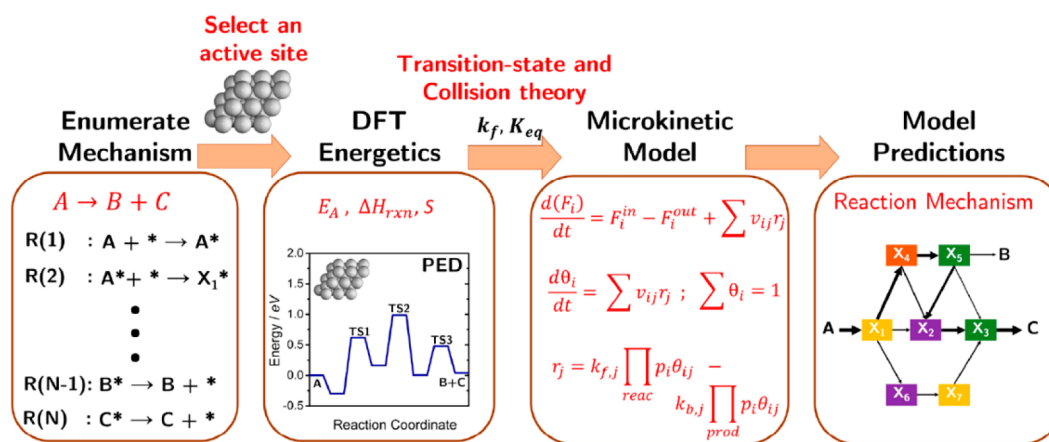 Select an
active site
Transition-state and
Collision theory
Enumerate
Mechanism
DFT
Energetics
k_f, K_eq
Microkinetic
Model
Model
Predictions
A → B + C
R(1) : A + * → A*
R(2) : A* + * → X₁*
R(N-1): B* → B + *
R(N) : C* → C + *
E_A , ΔH_rxn, S
PED
Energy / eV
2.0
1.5
1.0
0.5
0.0
-0.5
A
TS1
TS2
TS3
B+C
Reaction Coordinate
d(F_i)/dt = F_i^in − F_i^out + ∑ v_ij r_j
dθ_i/dt = ∑ v_ij r_j ; ∑ θ_i = 1
r_j = k_f,j ∏_reac p_i θ_ij −
k_b,j ∏_prod p_i θ_ij
Reaction Mechanism
X₄
X₅
B
A
X₁
X₂
X₃
C
X₆
X₇